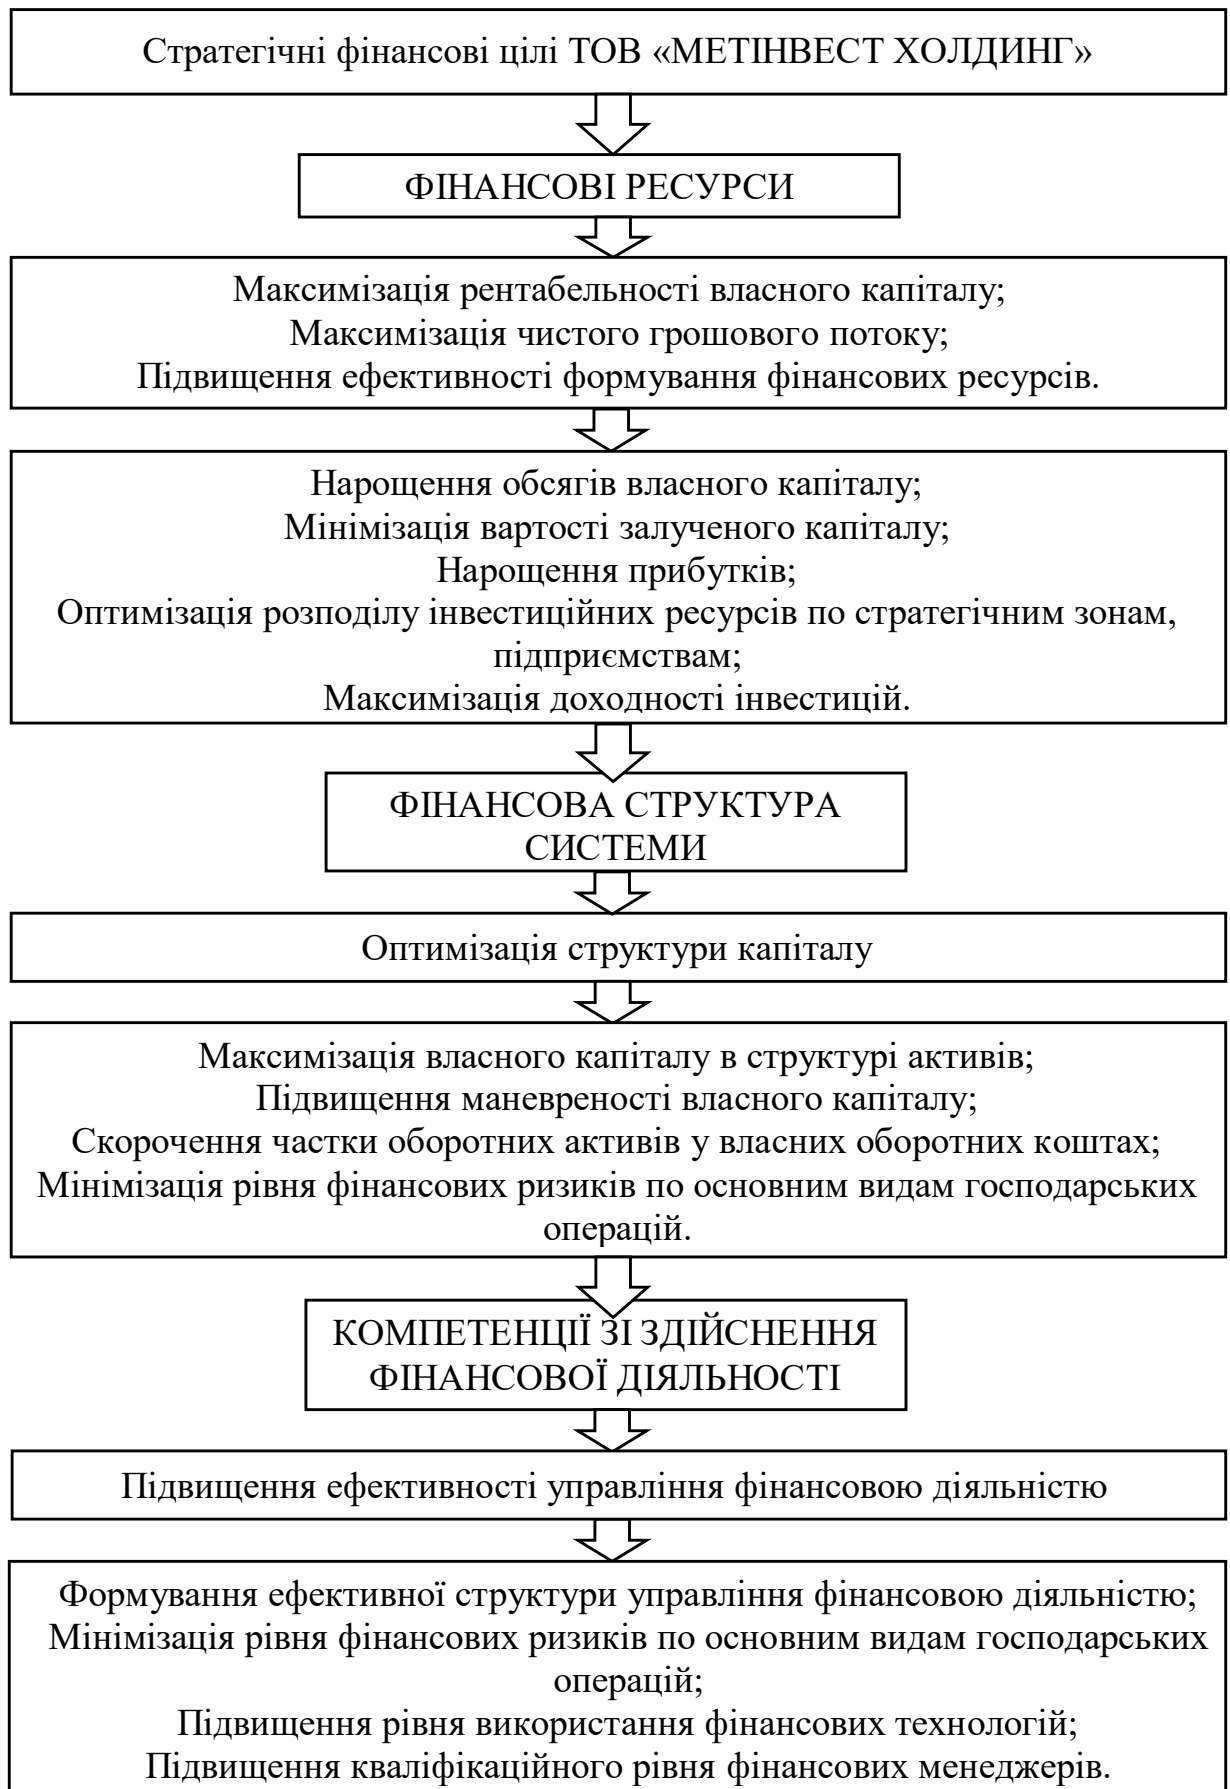 Стратегічні фінансові цілі ТОВ «МЕТІНВЕСТ ХОЛДИНГ»
ФІНАНСОВІ РЕСУРСИ
Максимізація рентабельності власного капіталу;
Максимізація чистого грошового потоку;
Підвищення ефективності формування фінансових ресурсів.
Нарощення обсягів власного капіталу;
Мінімізація вартості залученого капіталу;
Нарощення прибутків;
Оптимізація розподілу інвестиційних ресурсів по стратегічним зонам,
підприємствам;
Максимізація доходності інвестицій.
ФІНАНСОВА СТРУКТУРА
СИСТЕМИ
Оптимізація структури капіталу
Максимізація власного капіталу в структурі активів;
Підвищення маневреності власного капіталу;
Скорочення частки оборотних активів у власних оборотних коштах;
Мінімізація рівня фінансових ризиків по основним видам господарських
операцій.
КОМПЕТЕНЦІЇ ЗІ ЗДІЙСНЕННЯ
ФІНАНСОВОЇ ДІЯЛЬНОСТІ
Підвищення ефективності управління фінансовою діяльністю
Формування ефективної структури управління фінансовою діяльністю;
Мінімізація рівня фінансових ризиків по основним видам господарських
операцій;
Підвищення рівня використання фінансових технологій;
Підвищення кваліфікаційного рівня фінансових менеджерів.